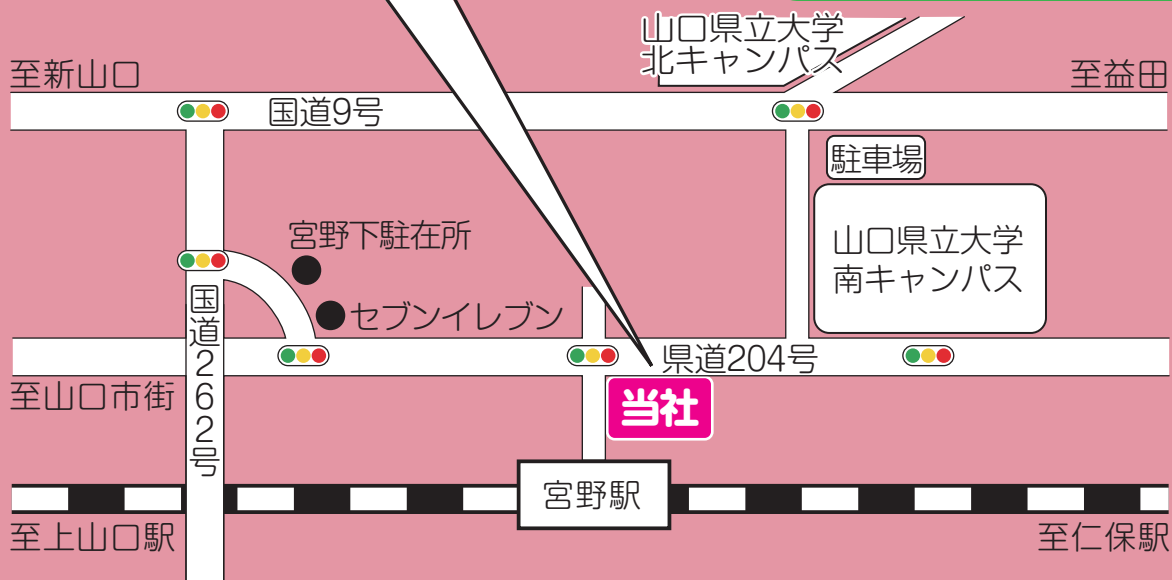 山口県立大学
北キャンパス
至新山口
至益田
国道9号
駐車場
山口県立大学
南キャンパス
宮野下駐在所
セブンイレブン
国道262号
県道204号
至山口市街
当社
宮野駅
至上山口駅
至仁保駅